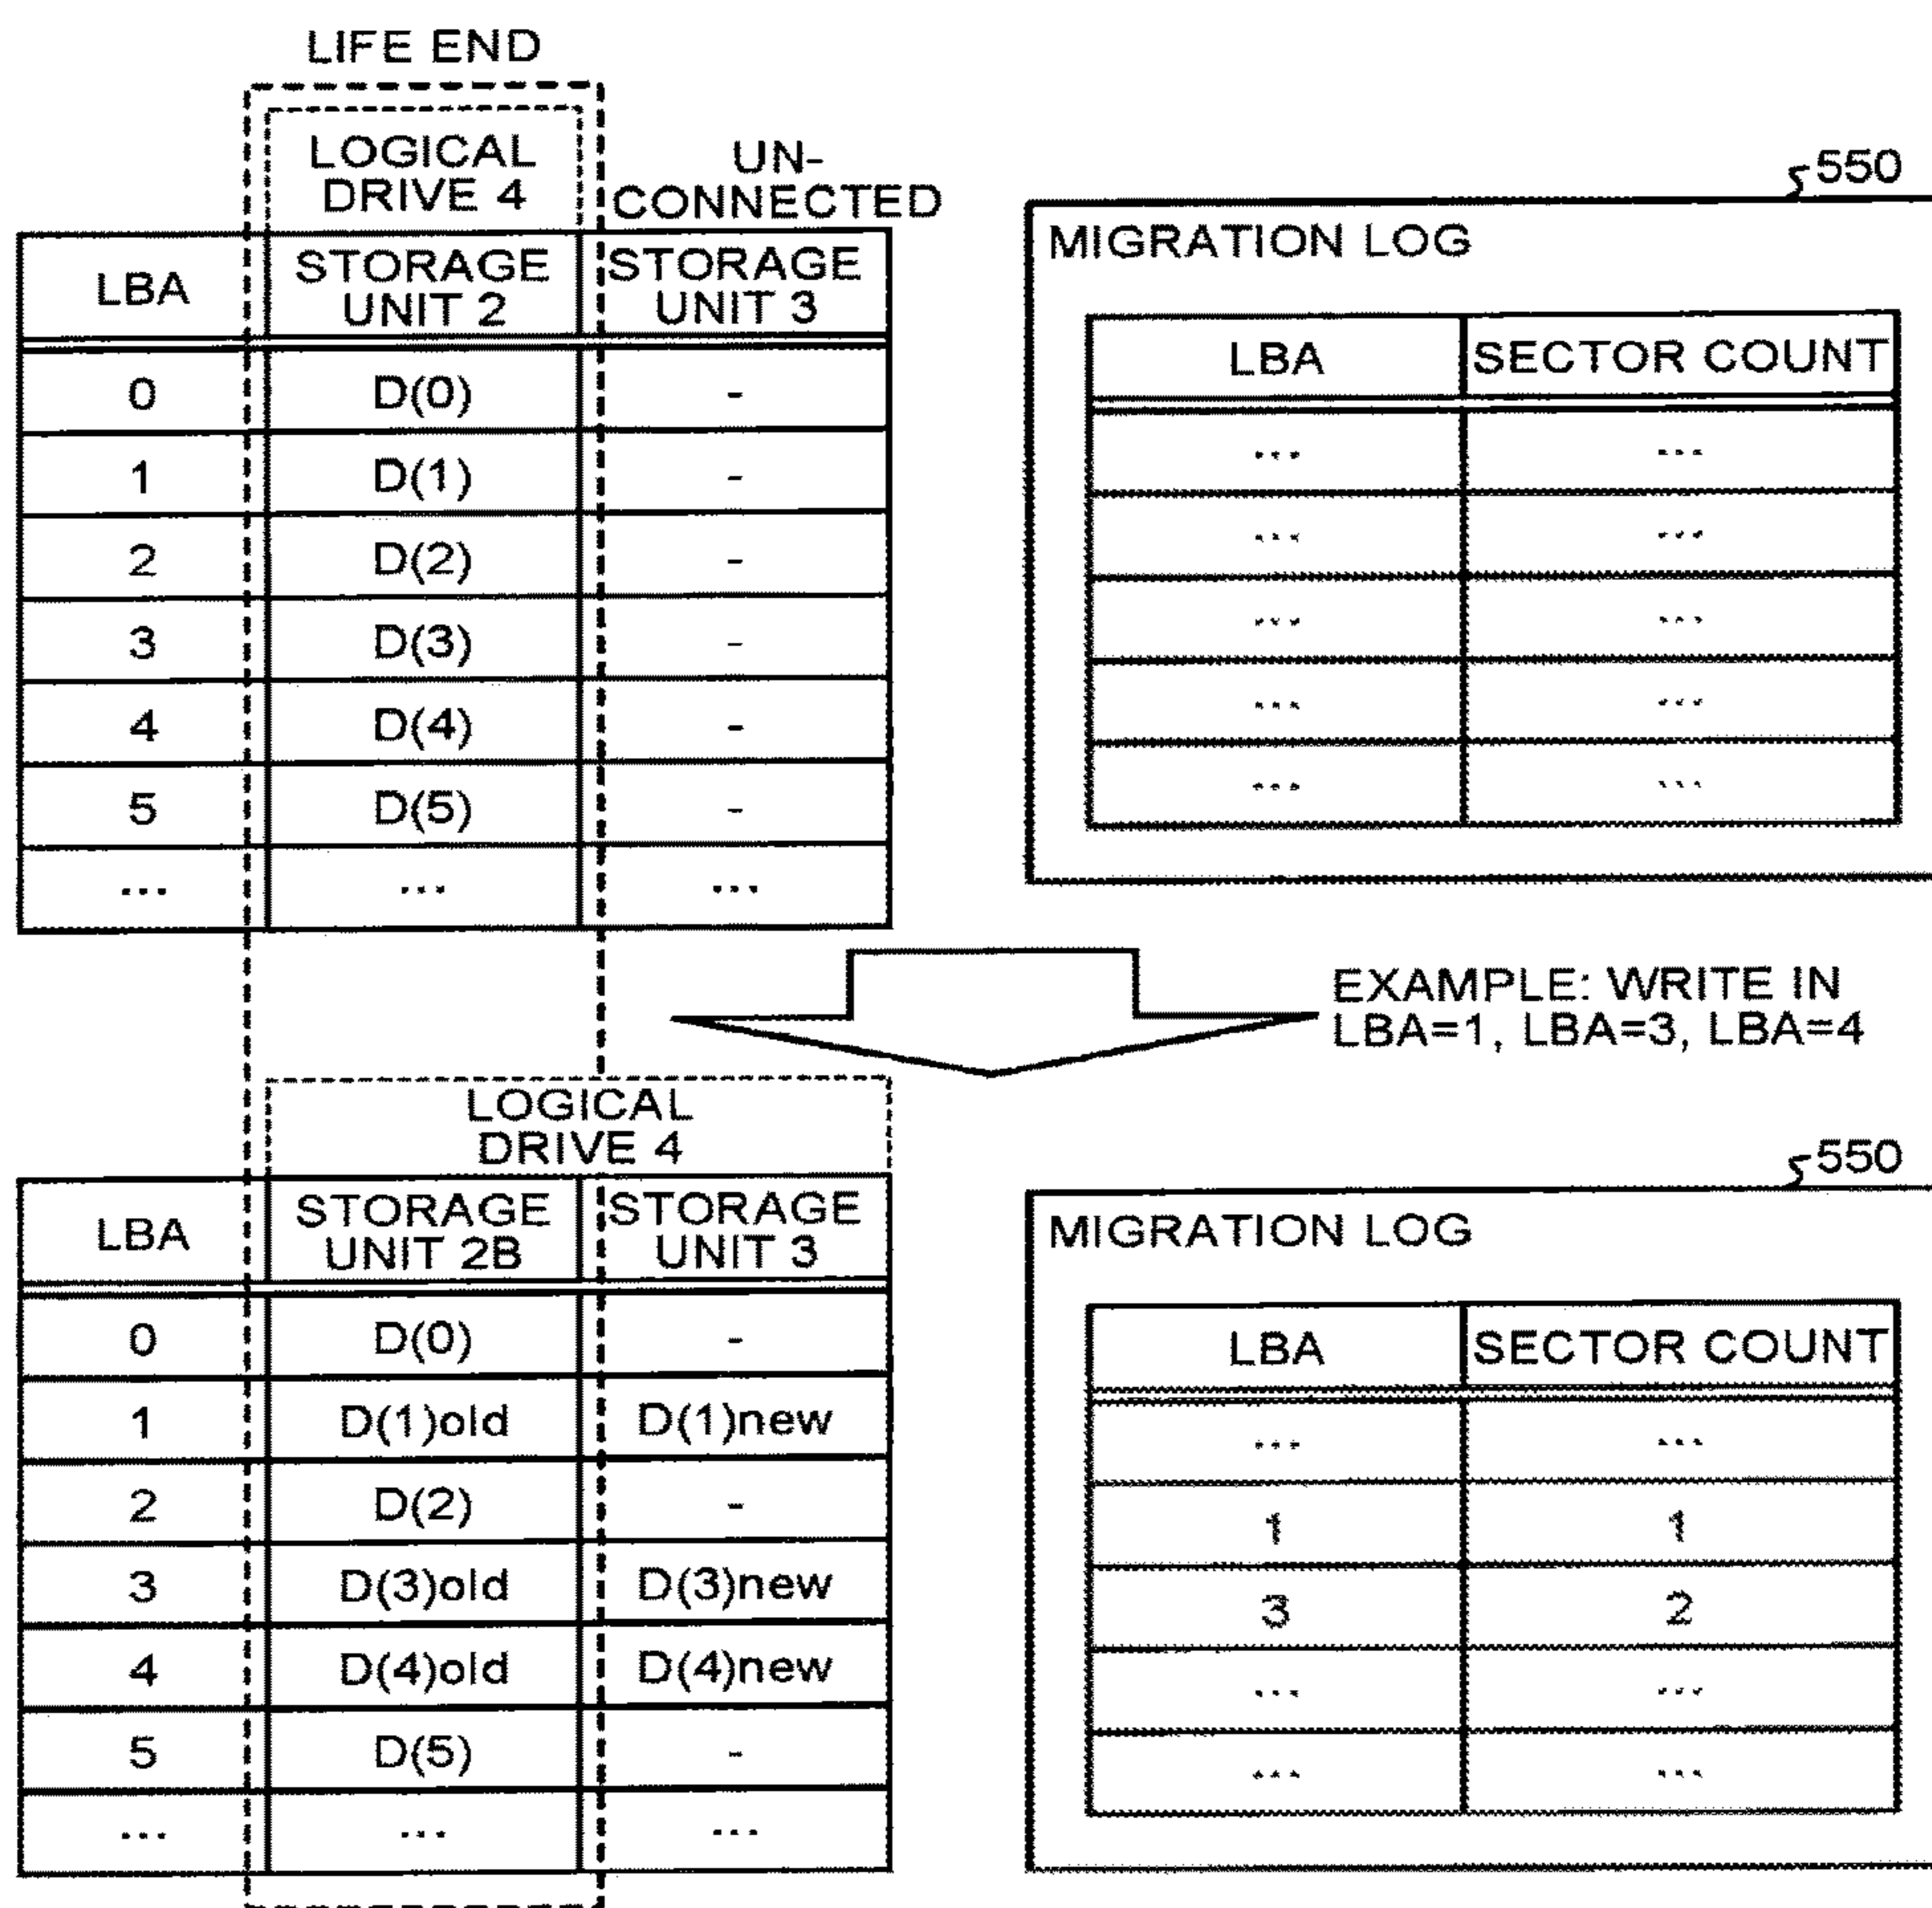 LIFE END
LOGICAL
DRIVE 4
UN-
CONNECTED
LBA STORAGE UNIT 2 STORAGE UNIT 3
0 D(0) -
1 D(1) -
2 D(2) -
3 D(3) -
4 D(4) -
5 D(5) -
... ... ...
550
MIGRATION LOG
LBA SECTOR COUNT
... ...
... ...
... ...
... ...
... ...
EXAMPLE: WRITE IN
LBA=1, LBA=3, LBA=4
LOGICAL
DRIVE 4
LBA STORAGE UNIT 2B STORAGE UNIT 3
0 D(0) -
1 D(1)old D(1)new
2 D(2) -
3 D(3)old D(3)new
4 D(4)old D(4)new
5 D(5) -
... ... ...
550
MIGRATION LOG
LBA SECTOR COUNT
... ...
1 1
3 2
... ...
... ...